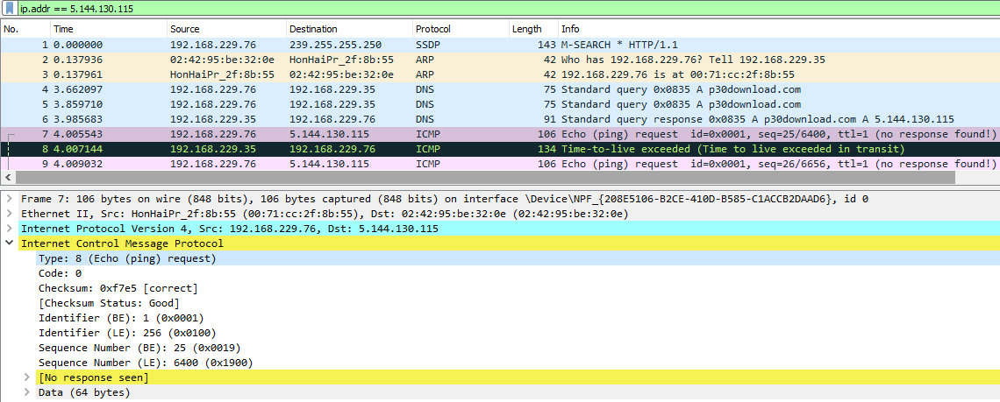 ip.addr == 5.144.130.115
No. Time Source Destination Protocol Length Info
1 0.000000 192.168.229.76 239.255.255.250 SSDP 143 M-SEARCH * HTTP/1.1
2 0.137936 02:42:95:be:32:0e HonHaiPr_2f:8b:55 ARP 42 Who has 192.168.229.76? Tell 192.168.229.35
3 0.137961 HonHaiPr_2f:8b:55 02:42:95:be:32:0e ARP 42 192.168.229.76 is at 00:71:cc:2f:8b:55
4 3.662097 192.168.229.76 192.168.229.35 DNS 75 Standard query 0x0835 A p30download.com
5 3.859710 192.168.229.76 192.168.229.35 DNS 75 Standard query 0x0835 A p30download.com
6 3.985683 192.168.229.35 192.168.229.76 DNS 91 Standard query response 0x0835 A p30download.com A 5.144.130.115
7 4.005543 192.168.229.76 5.144.130.115 ICMP 106 Echo (ping) request id=0x0001, seq=25/6400, ttl=1 (no response found!)
8 4.007144 192.168.229.35 192.168.229.76 ICMP 134 Time-to-live exceeded (Time to live exceeded in transit)
9 4.009032 192.168.229.76 5.144.130.115 ICMP 106 Echo (ping) request id=0x0001, seq=26/6656, ttl=1 (no response found!)
Frame 7: 106 bytes on wire (848 bits), 106 bytes captured (848 bits) on interface \Device\NPF_{208E5106-B2CE-410D-B585-C1ACCB2DAAD6}, id 0
Ethernet II, Src: HonHaiPr_2f:8b:55 (00:71:cc:2f:8b:55), Dst: 02:42:95:be:32:0e (02:42:95:be:32:0e)
Internet Protocol Version 4, Src: 192.168.229.76, Dst: 5.144.130.115
Internet Control Message Protocol
Type: 8 (Echo (ping) request)
Code: 0
Checksum: 0xf7e5 [correct]
[Checksum Status: Good]
Identifier (BE): 1 (0x0001)
Identifier (LE): 256 (0x0100)
Sequence Number (BE): 25 (0x0019)
Sequence Number (LE): 6400 (0x1900)
[No response seen]
Data (64 bytes)